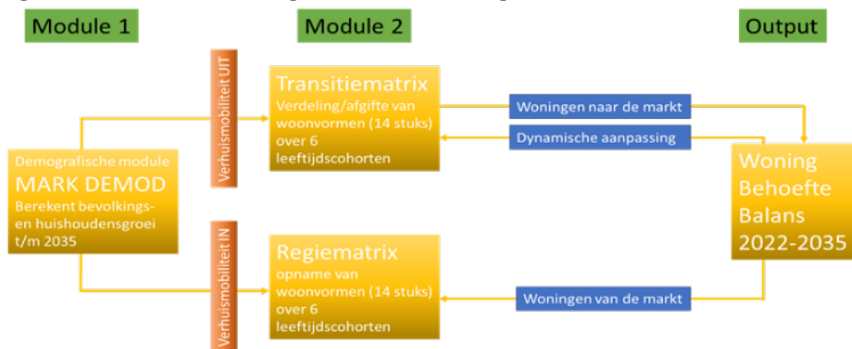 Module 1
Module 2
Output
Verhuismobiliteit UIT
Transitiematrix
Verdeling/afgifte van
woonvormen (14 stuks)
over 6
leeftijdscohorten
Woningen naar de markt
Dynamische aanpassing
Demografische module
MARK DEMOD
Berekent bevolkings-
en huishoudensgroei
t/m 2035
Woning
Behoefte
Balans
2022-2035
Verhuismobiliteit IN
Regiematrix
opname van
woonvormen (14 stuks)
over 6
leeftijdscohorten
Woningen van de markt